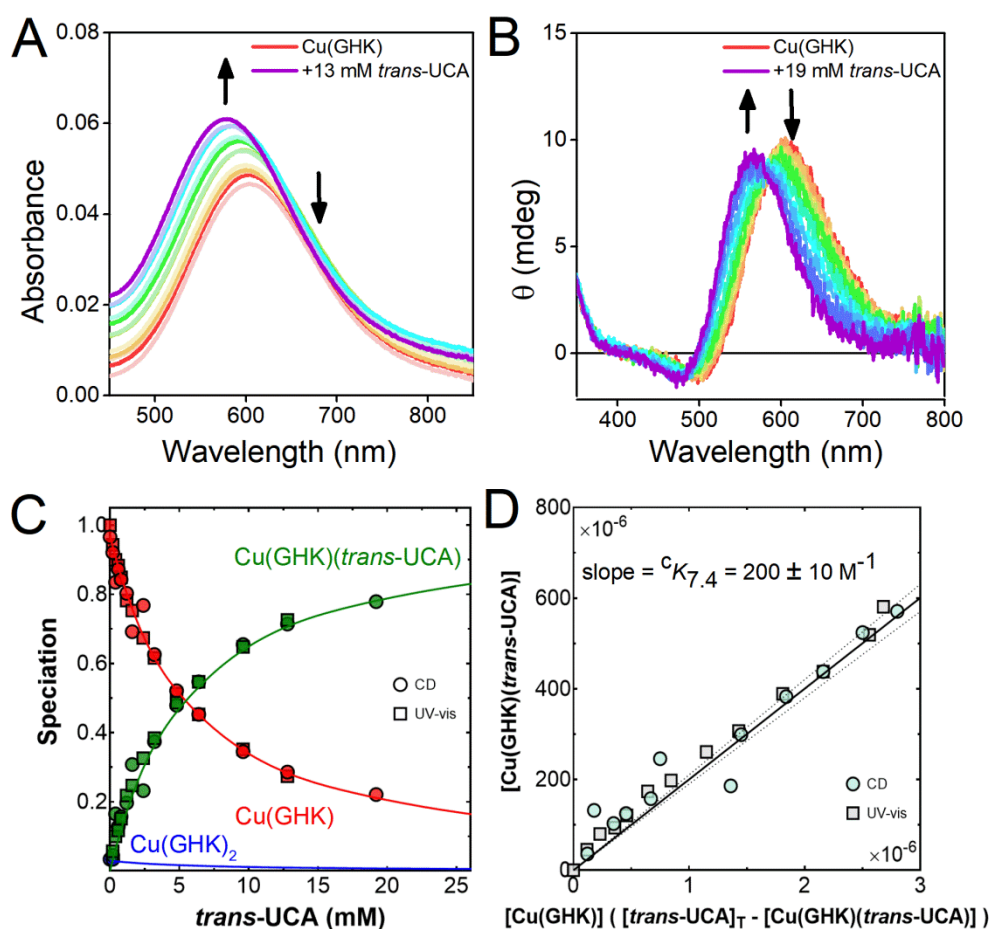 A
Cu(GHK)
+13 mM trans-UCA
0.08
0.06
0.04
0.02
0.00
Absorbance
500 600 700 800
Wavelength (nm)
B
Cu(GHK)
+19 mM trans-UCA
15
10
5
0
θ (mdeg)
400 500 600 700 800
Wavelength (nm)
C
1.0
0.8
0.6
0.4
0.2
Speciation
Cu(GHK)(trans-UCA)
CD
UV-vis
Cu(GHK)
Cu(GHK)₂
0 5 10 15 20 25
trans-UCA (mM)
D
800
600
400
200
0
×10⁻⁶
slope = ᶜK₇.₄ = 200 ± 10 M⁻¹
[Cu(GHK)(trans-UCA)]
CD
UV-vis
×10⁻⁶
0 1 2 3
[Cu(GHK)] ( [trans-UCA]T - [Cu(GHK)(trans-UCA)] )